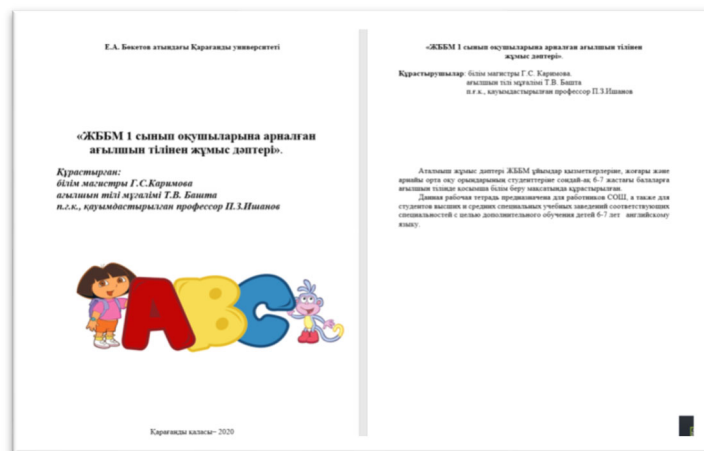 Е.А. Бөкетов атындағы Қарағанды университеті
«ЖББМ 1 сынып оқушыларына арналған
ағылшын тілінен жұмыс дәптері».
Құрастырған:
білім магистры Г.С.Каримова
ағылшын тілі мұғалімі Т.В. Башта
п.ғ.к., қауымдастырылған профессор П.З.Ишанов
ABC
Қарағанды қаласы– 2020
«ЖББМ 1 сынып оқушыларына арналған ағылшын тілінен
жұмыс дәптері».
Құрастырушылар: білім магистры Г.С. Каримова.
ағылшын тілі мұғалімі Т.В. Башта
п.ғ.к., қауымдастырылған профессор П.З.Ишанов
Аталмыш жұмыс дәптері ЖББМ ұйымдар қызметкерлеріне, жоғары және
арнайы орта оқу орындарының студенттеріне сондай-ақ 6-7 жастағы балаларға
ағылшын тілінде қосымша білім беру мақсатында құрастырылған.
Данная рабочая тетрадь предназначена для работников СОШ, а также для
студентов высших и средних специальных учебных заведений соответствующих
специальностей с целью дополнительного обучения детей 6-7 лет английскому
языку.